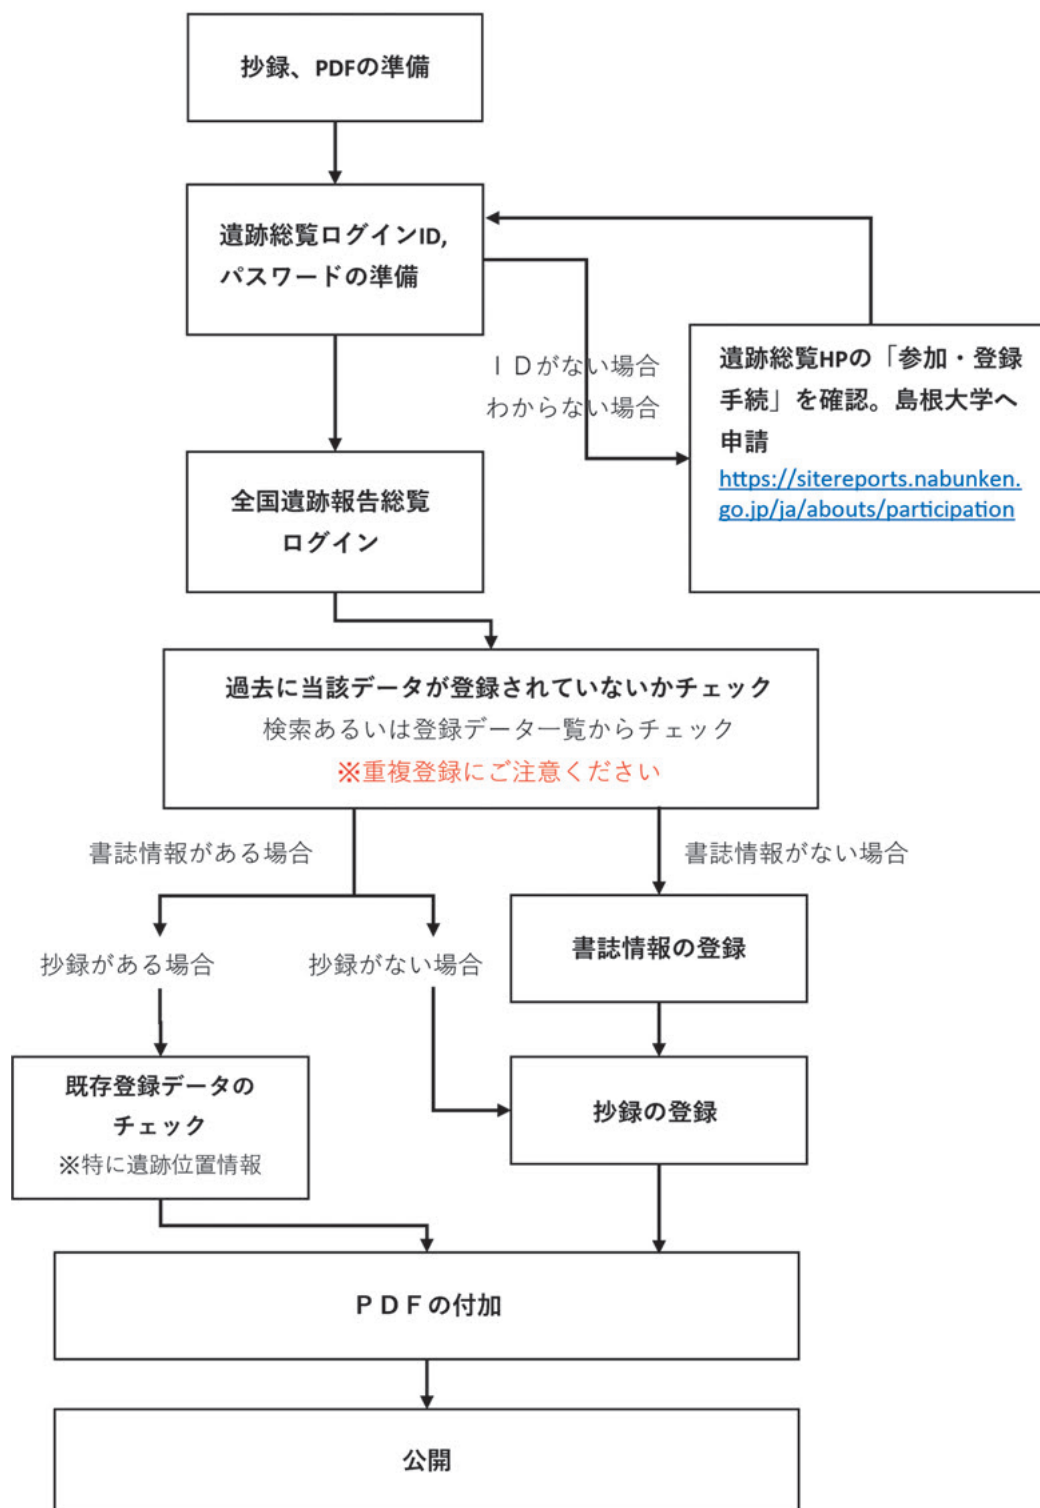 抄録、PDFの準備
遺跡総覧ログインID,
パスワードの準備
ＩＤがない場合
わからない場合
遺跡総覧HPの「参加・登録
手続」を確認。島根大学へ
申請
https://sitereports.nabunken.
go.jp/ja/abouts/participation
全国遺跡報告総覧
ログイン
過去に当該データが登録されていないかチェック
検索あるいは登録データ一覧からチェック
※重複登録にご注意ください
書誌情報がある場合
書誌情報がない場合
抄録がある場合
抄録がない場合
書誌情報の登録
既存登録データの
チェック
※特に遺跡位置情報
抄録の登録
ＰＤＦの付加
公開